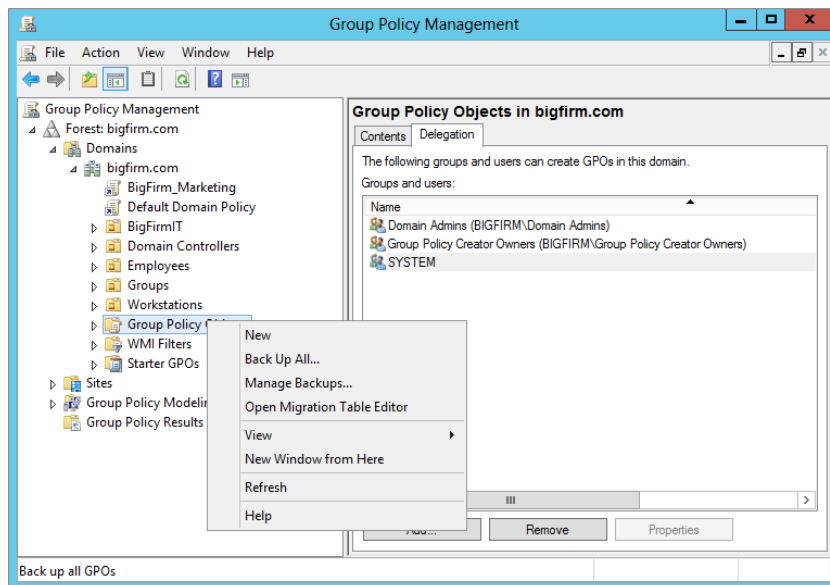 Group Policy Management
File Action View Window Help
Group Policy Management
Forest: bigfirm.com
Domains
bigfirm.com
BigFirm_Marketing
Default Domain Policy
BigFirmIT
Domain Controllers
Employees
Groups
Workstations
Group Policy
WMI Filters
Starter GPOs
Sites
Group Policy
Group Policy Results
New
Back Up All...
Manage Backups...
Open Migration Table Editor
View
New Window from Here
Refresh
Help
Group Policy Objects in bigfirm.com
Contents Delegation
The following groups and users can create GPOs in this domain.
Groups and users:
Name
Domain Admins (BIGFIRM\Domain Admins)
Group Policy Creator Owners (BIGFIRM\Group Policy Creator Owners)
SYSTEM
Remove Properties
Back up all GPOs